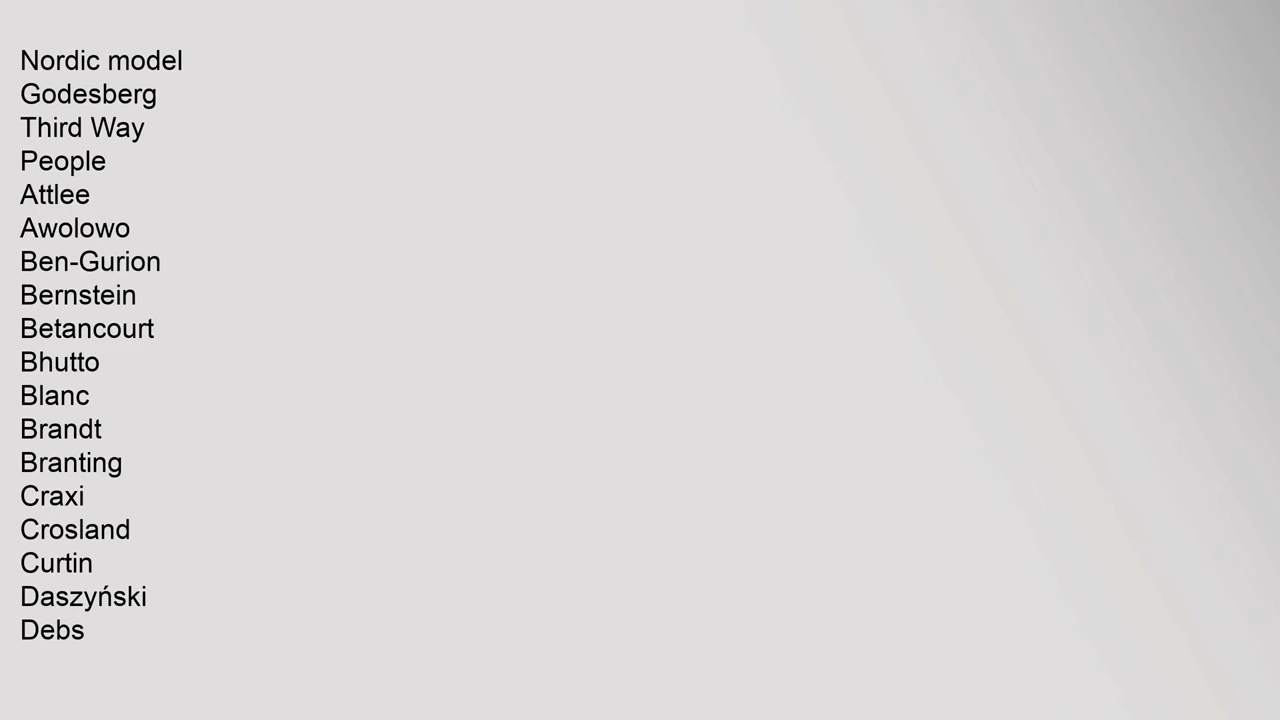 Nordic model
Godesberg
Third Way
People
Attlee
Awolowo
Ben-Gurion
Bernstein
Betancourt
Bhutto
Blanc
Brandt
Branting
Craxi
Crosland
Curtin
Daszyński
Debs